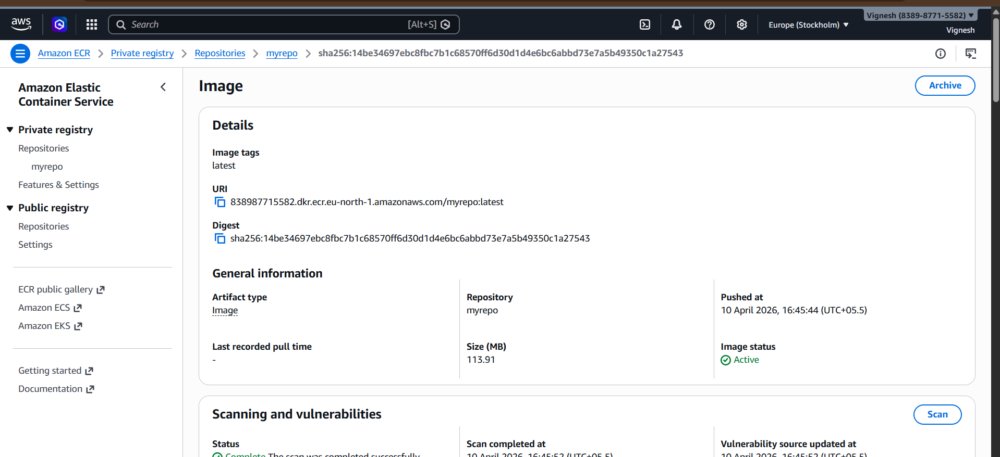 aws
Search
[Alt+S]
Europe (Stockholm)
Vignesh (8389-8771-5582)
Vignesh
Amazon ECR
Private registry
Repositories
myrepo
sha256:14be34697ebc8fbc7b1c68570ff6d30d1d4e6bc6abbd73e7a5b49350c1a27543
Amazon Elastic
Container Service
Private registry
Repositories
myrepo
Features & Settings
Public registry
Repositories
Settings
ECR public gallery
Amazon ECS
Amazon EKS
Getting started
Documentation
Image
Archive
Details
Image tags
latest
URI
838987715582.dkr.ecr.eu-north-1.amazonaws.com/myrepo:latest
Digest
sha256:14be34697ebc8fbc7b1c68570ff6d30d1d4e6bc6abbd73e7a5b49350c1a27543
General information
Artifact type
Image
Repository
myrepo
Pushed at
10 April 2026, 16:45:44 (UTC+05.5)
Last recorded pull time
-
Size (MB)
113.91
Image status
Active
Scanning and vulnerabilities
Scan
Status
Complete The scan was completed successfully
Scan completed at
10 April 2026, 16:45:52 (UTC+05.5)
Vulnerability source updated at
10 April 2026, 16:45:52 (UTC+05.5)